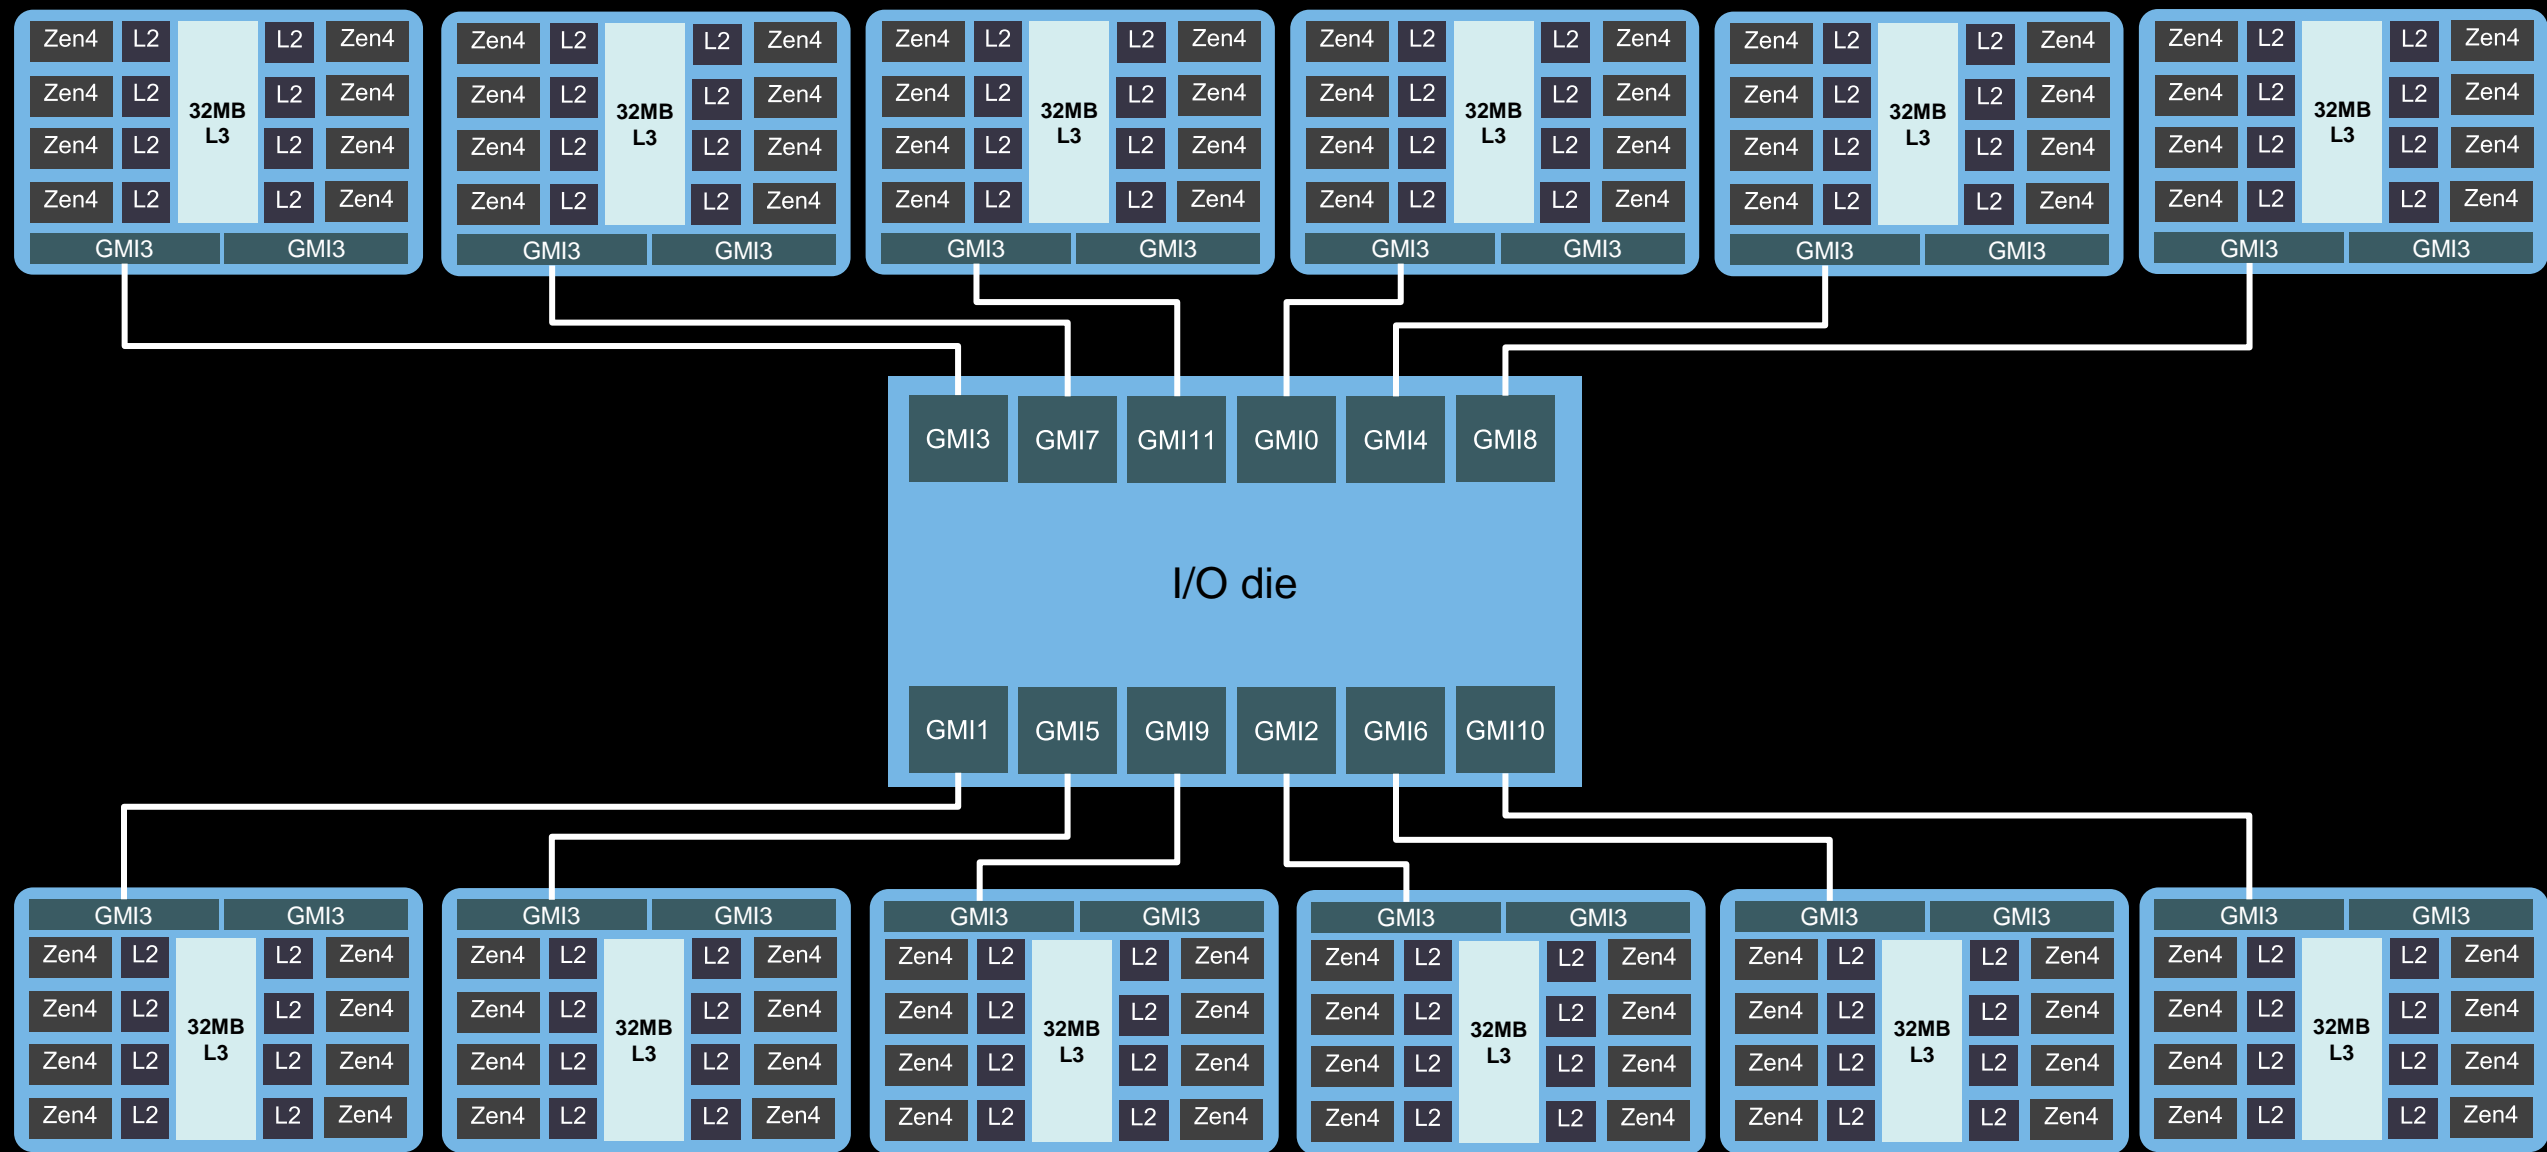 Zen4 L2 L2 Zen4 Zen4 L2 L2 Zen4 Zen4 L2 L2 Zen4 Zen4 L2 L2 Zen4 Zen4 L2 L2 Zen4 Zen4 L2 L2 Zen4
Zen4 L2 L2 Zen4 Zen4 L2 L2 Zen4 Zen4 L2 L2 Zen4 Zen4 L2 L2 Zen4 Zen4 L2 L2 Zen4 Zen4 L2 L2 Zen4
32MB 32MB 32MB 32MB 32MB 32MB
L3 L3 L3 L3 L3 L3
Zen4 L2 L2 Zen4 Zen4 L2 L2 Zen4 Zen4 L2 L2 Zen4 Zen4 L2 L2 Zen4 Zen4 L2 L2 Zen4 Zen4 L2 L2 Zen4
Zen4 L2 L2 Zen4 Zen4 L2 L2 Zen4 Zen4 L2 L2 Zen4 Zen4 L2 L2 Zen4 Zen4 L2 L2 Zen4 Zen4 L2 L2 Zen4
GMI3 GMI3 GMI3 GMI3 GMI3 GMI3 GMI3 GMI3 GMI3 GMI3 GMI3 GMI3
GMI3 GMI7 GMI11 GMI0 GMI4 GMI8
I/O die
GMI1 GMI5 GMI9 GMI2 GMI6 GMI10
GMI3 GMI3 GMI3 GMI3 GMI3 GMI3 GMI3 GMI3 GMI3 GMI3 GMI3 GMI3
Zen4 L2 L2 Zen4 Zen4 L2 L2 Zen4 Zen4 L2 L2 Zen4 Zen4 L2 L2 Zen4 Zen4 L2 L2 Zen4 Zen4 L2 L2 Zen4
Zen4 L2 L2 Zen4 Zen4 L2 L2 Zen4 Zen4 L2 L2 Zen4 Zen4 L2 L2 Zen4 Zen4 L2 L2 Zen4 Zen4 L2 L2 Zen4
32MB 32MB 32MB 32MB 32MB 32MB
L3 L3 L3 L3 L3 L3
Zen4 L2 L2 Zen4 Zen4 L2 L2 Zen4 Zen4 L2 L2 Zen4 Zen4 L2 L2 Zen4 Zen4 L2 L2 Zen4 Zen4 L2 L2 Zen4
Zen4 L2 L2 Zen4 Zen4 L2 L2 Zen4 Zen4 L2 L2 Zen4 Zen4 L2 L2 Zen4 Zen4 L2 L2 Zen4 Zen4 L2 L2 Zen4